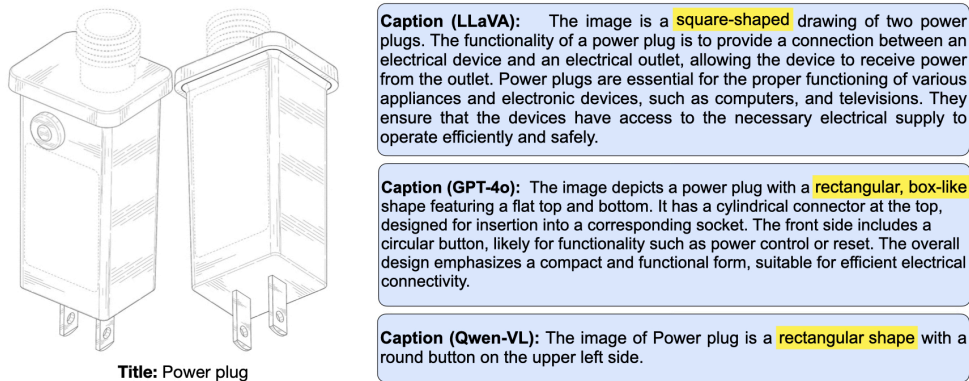 Title: Power plug
Caption (LLaVA): The image is a square-shaped drawing of two power
plugs. The functionality of a power plug is to provide a connection between an
electrical device and an electrical outlet, allowing the device to receive power
from the outlet. Power plugs are essential for the proper functioning of various
appliances and electronic devices, such as computers, and televisions. They
ensure that the devices have access to the necessary electrical supply to
operate efficiently and safely.
Caption (GPT-4o): The image depicts a power plug with a rectangular, box-like
shape featuring a flat top and bottom. It has a cylindrical connector at the top,
designed for insertion into a corresponding socket. The front side includes a
circular button, likely for functionality such as power control or reset. The overall
design emphasizes a compact and functional form, suitable for efficient electrical
connectivity.
Caption (Qwen-VL): The image of Power plug is a rectangular shape with a
round button on the upper left side.